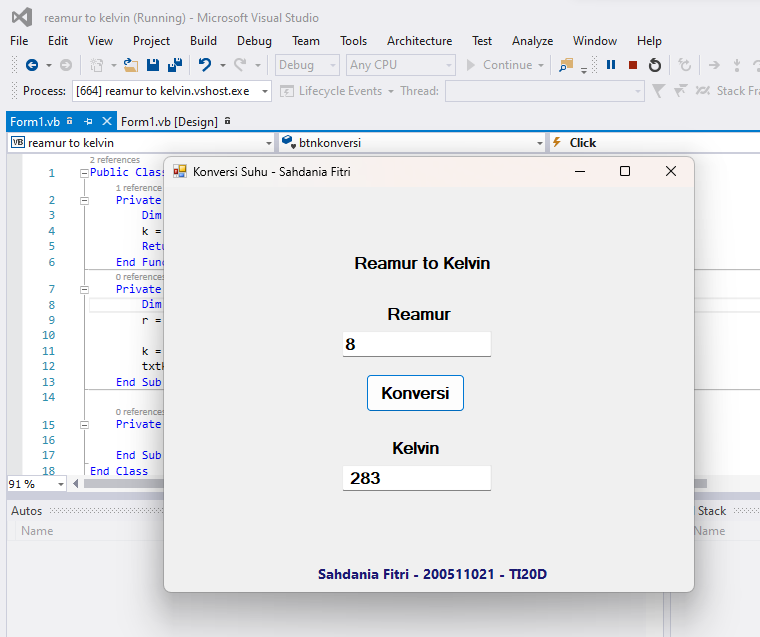 reamur to kelvin (Running) - Microsoft Visual Studio
File Edit View Project Build Debug Team Tools Architecture Test Analyze Window Help
Debug Any CPU Continue
Process: [664] reamur to kelvin.vshost.exe Lifecycle Events Thread: Stack Fra
Form1.vb Form1.vb [Design]
VB reamur to kelvin btnkonversi Click
2 references
1 Public Clas
1 reference
2 Private
3 Dim
4 k =
5 Retu
6 End Func
0 references
7 Private
8 Dim
9 r =
10
11 k =
12 txtk
13 End Sub
14
0 references
15 Private
16
17 End Sub
18 End Class
91 %
Autos
Name
Konversi Suhu - Sahdania Fitri
Reamur to Kelvin
Reamur
8
Konversi
Kelvin
283
Sahdania Fitri - 200511021 - TI20D
Stack
Name